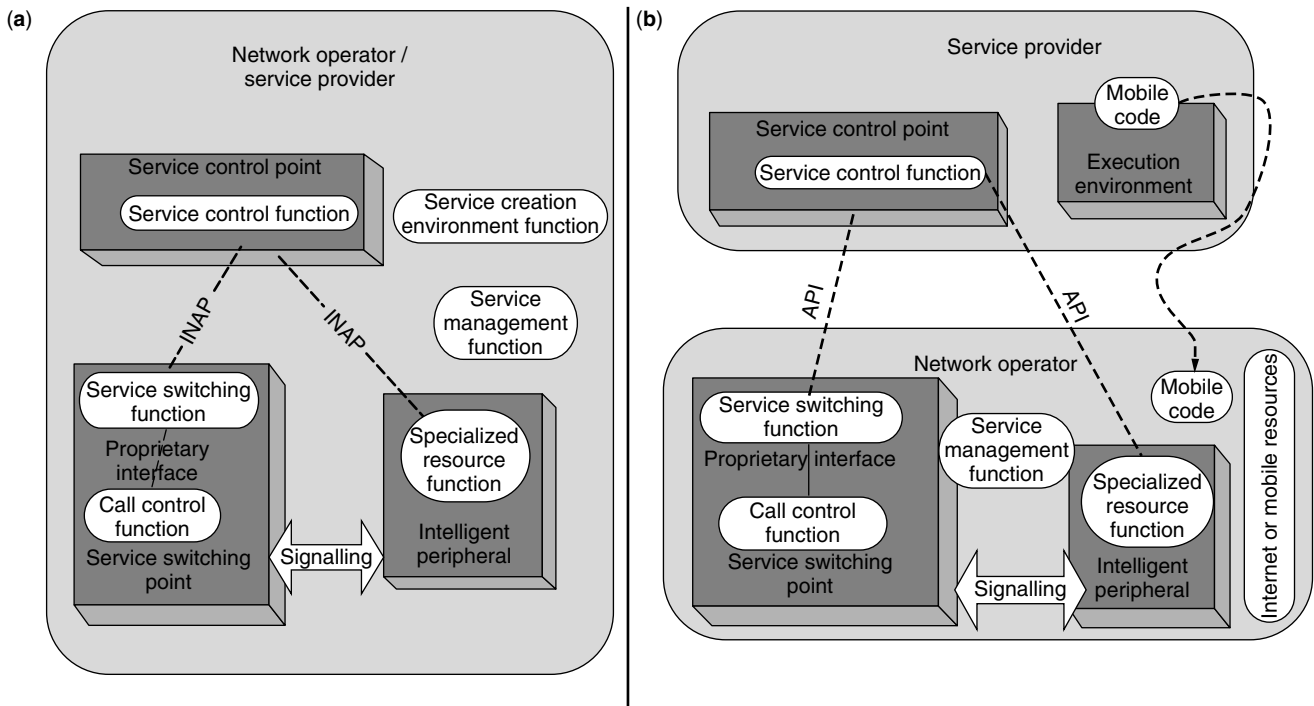 (a)
Network operator /
service provider
Service control point
Service control function
Service creation
environment function
INAP
INAP
Service
management
function
Service switching
function
Proprietary
interface
Call control
function
Service switching
point
Specialized
resource
function
Intelligent
peripheral
Signalling
(b)
Service provider
Service control point
Service control function
Mobile
code
Execution
environment
API
API
Network operator
Mobile
code
Service switching
function
Proprietary interface
Call control
function
Service switching
point
Service
management
function
Specialized
resource
function
Intelligent
peripheral
Signalling
Internet or mobile resources